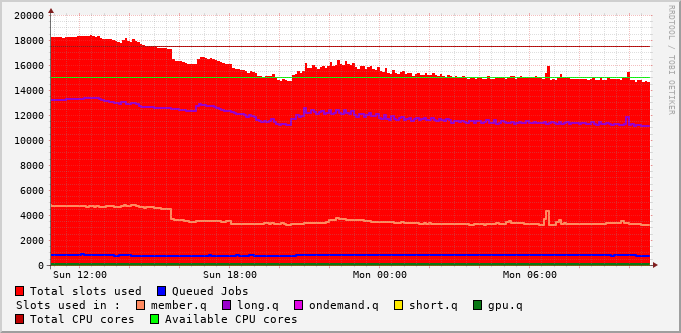 RRDTOOL / TOBI OETIKER
20000
18000
16000
14000
12000
10000
8000
6000
4000
2000
0
Sun 12:00 Sun 18:00 Mon 00:00 Mon 06:00
Total slots used Queued Jobs
Slots used in : member.q long.q ondemand.q short.q gpu.q
Total CPU cores Available CPU cores